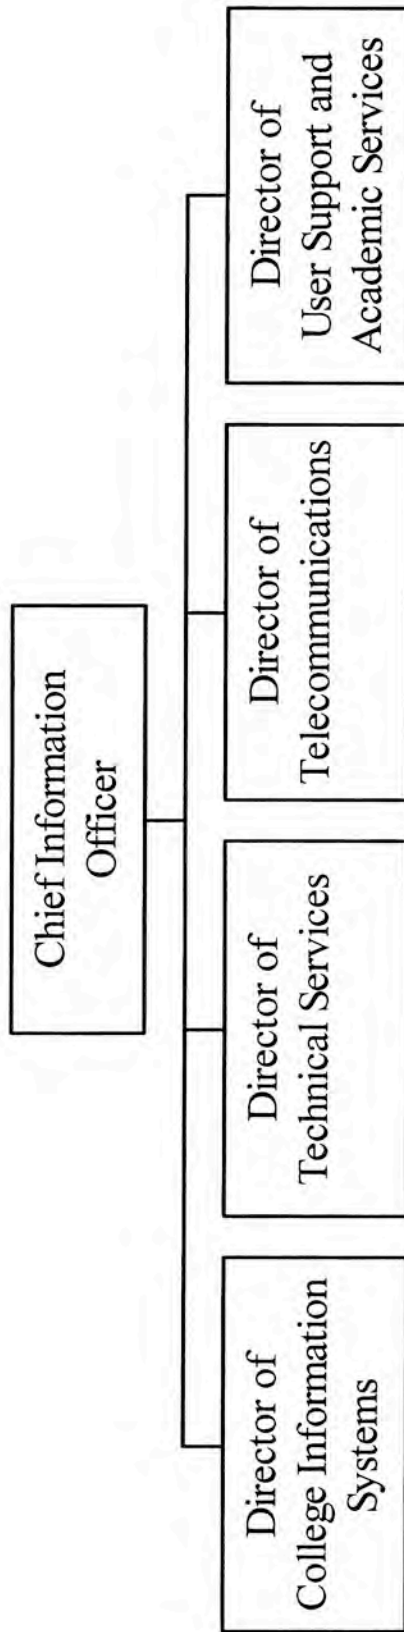 Chief Information
Officer
Director of
College Information
Systems
Director of
Technical Services
Director of
Telecommunications
Director of
User Support and
Academic Services